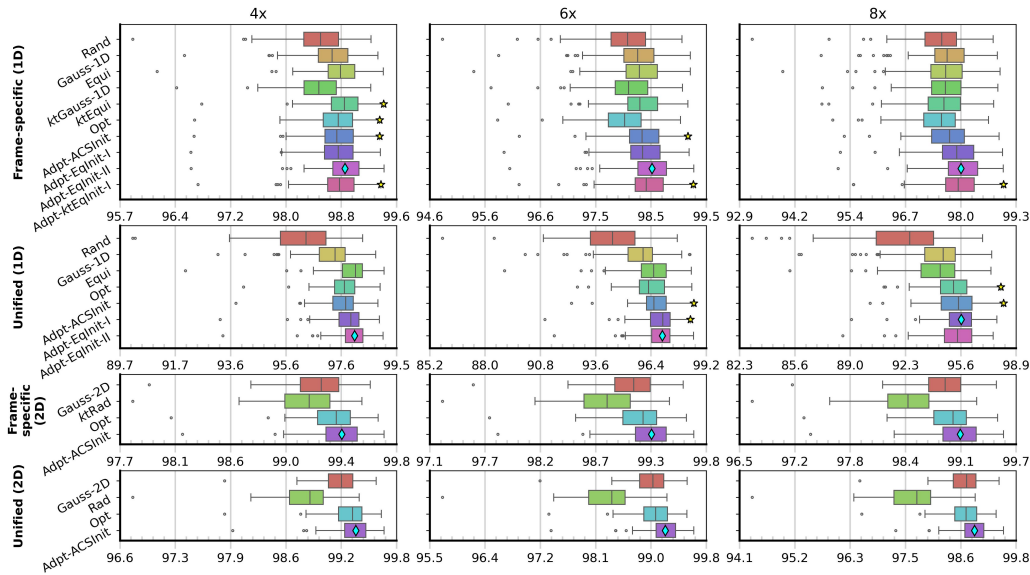 4x 6x 8x
Frame-specific (1D)
Rand
Gauss-1D
Equi
ktGauss-1D
ktEqui
Opt
Adpt-ACSInit
Adpt-EqInit-I
Adpt-EqInit-II
Adpt-ktEqInit-I
95.7 96.4 97.2 98.0 98.8 99.6 94.6 95.6 96.6 97.5 98.5 99.5 92.9 94.2 95.4 96.7 98.0 99.3
Unified (1D)
Rand
Gauss-1D
Equi
Opt
Adpt-ACSInit
Adpt-EqInit-I
Adpt-EqInit-II
89.7 91.7 93.6 95.6 97.6 99.5 85.2 88.0 90.8 93.6 96.4 99.2 82.3 85.6 89.0 92.3 95.6 98.9
Frame-
specific
(2D)
Gauss-2D
ktRad
Opt
Adpt-ACSInit
97.7 98.1 98.6 99.0 99.4 99.8 97.1 97.6 98.2 98.7 99.3 99.8 96.5 97.2 97.8 98.4 99.1 99.7
Unified (2D)
Gauss-2D
Rad
Opt
Adpt-ACSInit
96.6 97.3 97.9 98.6 99.2 99.8 95.5 96.4 97.2 98.1 98.9 99.8 94.1 95.2 96.3 97.5 98.6 99.8